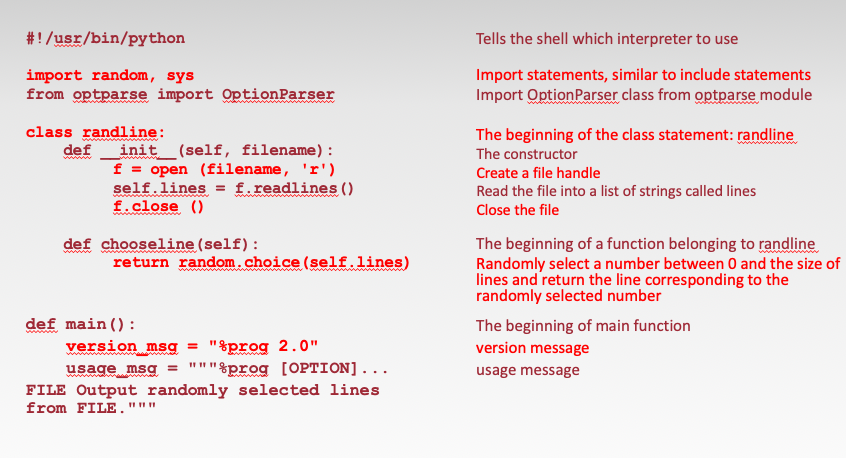 #!/usr/bin/python
Tells the shell which interpreter to use
import random, sys
Import statements, similar to include statements
from optparse import OptionParser
Import OptionParser class from optparse module
class randline:
The beginning of the class statement: randline
def __init__(self, filename):
The constructor
f = open (filename, 'r')
Create a file handle
self.lines = f.readlines()
Read the file into a list of strings called lines
f.close ()
Close the file
def chooseline(self):
The beginning of a function belonging to randline
return random.choice(self.lines)
Randomly select a number between 0 and the size of
lines and return the line corresponding to the
randomly selected number
def main():
The beginning of main function
version_msg = "%prog 2.0"
version message
usage_msg = """%prog [OPTION]...
usage message
FILE Output randomly selected lines
from FILE."""